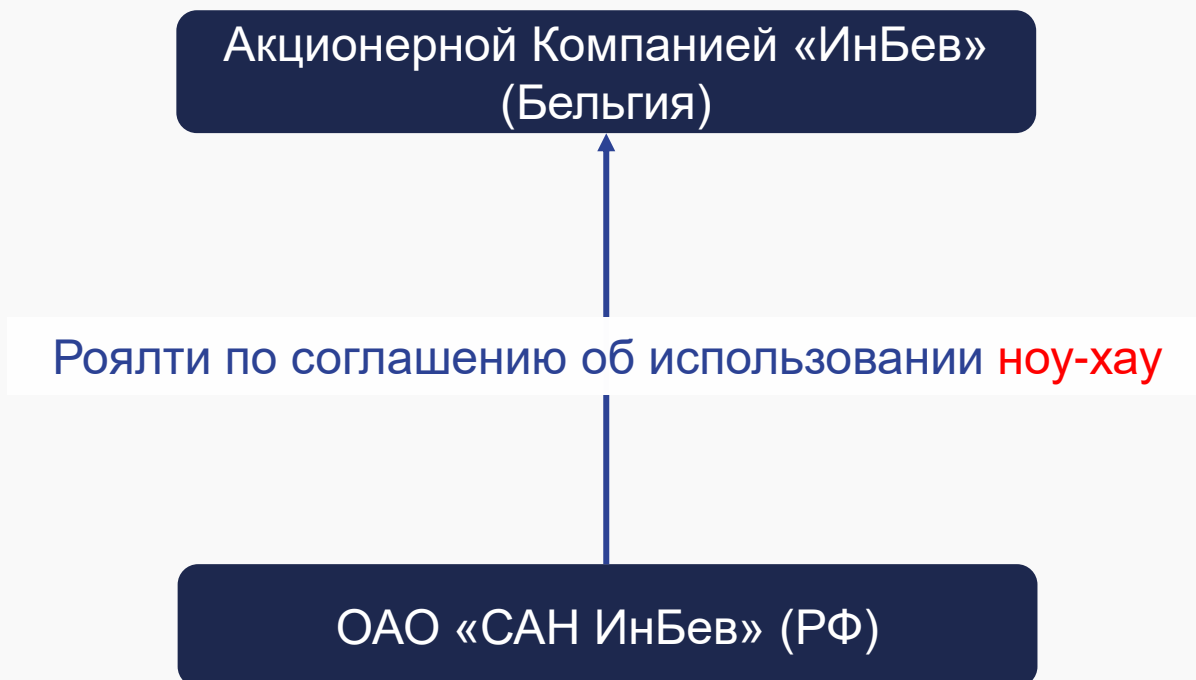 Акционерной Компанией «ИнБев»
(Бельгия)
Роялти по соглашению об использовании ноу-хау
ОАО «САН ИнБев» (РФ)